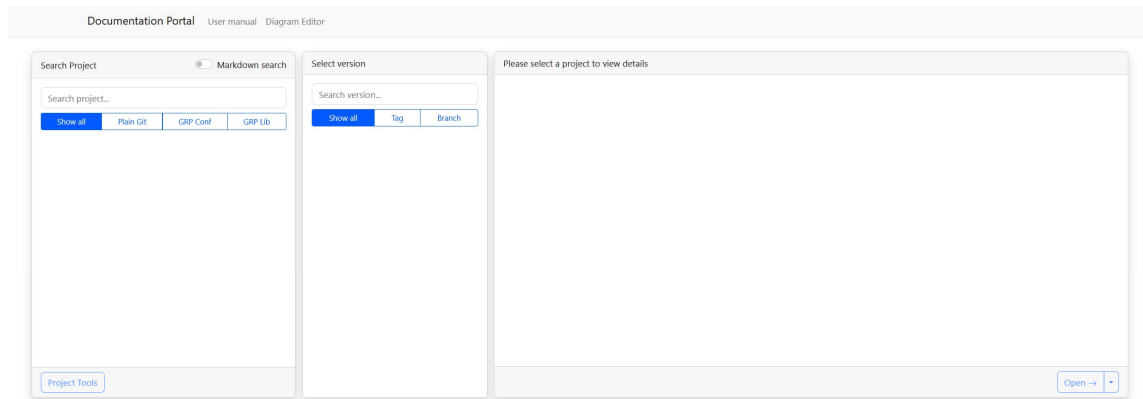 Documentation Portal User manual Diagram Editor
Search Project Markdown search
Search project...
Show all Plain Git GRP Conf GRP Lib
Project Tools
Select version
Search version...
Show all Tag Branch
Please select a project to view details
Open →